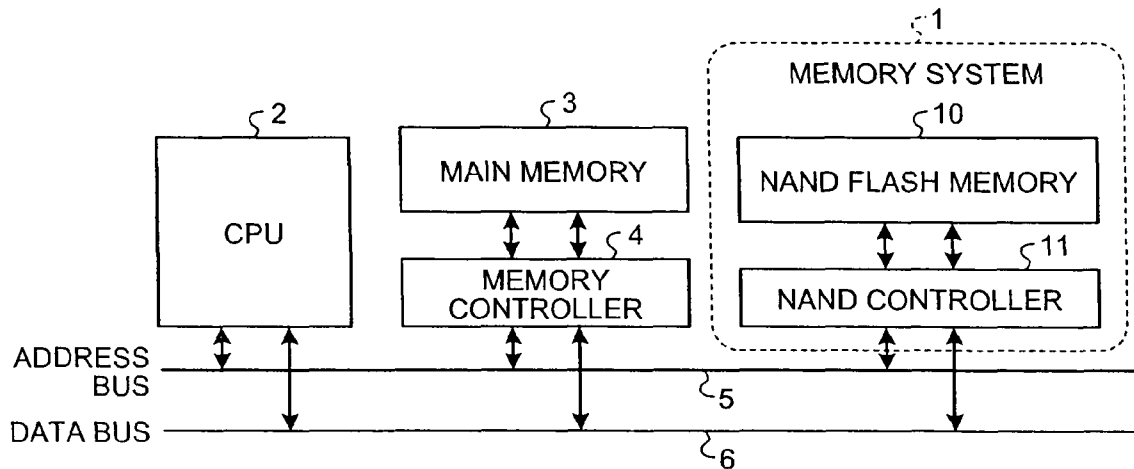 1
MEMORY SYSTEM
2
3
10
CPU
MAIN MEMORY
NAND FLASH MEMORY
4
11
MEMORY
CONTROLLER
NAND CONTROLLER
ADDRESS
BUS
5
DATA BUS
6